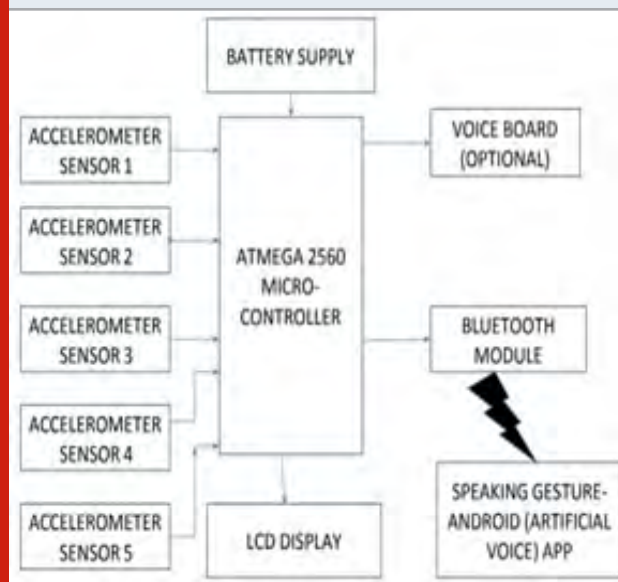 BATTERY SUPPLY
ACCELEROMETER
SENSOR 1
ACCELEROMETER
SENSOR 2
ACCELEROMETER
SENSOR 3
ACCELEROMETER
SENSOR 4
ACCELEROMETER
SENSOR 5
ATMEGA 2560
MICRO-
CONTROLLER
LCD DISPLAY
VOICE BOARD
(OPTIONAL)
BLUETOOTH
MODULE
SPEAKING GESTURE-
ANDROID (ARTIFICIAL
VOICE) APP